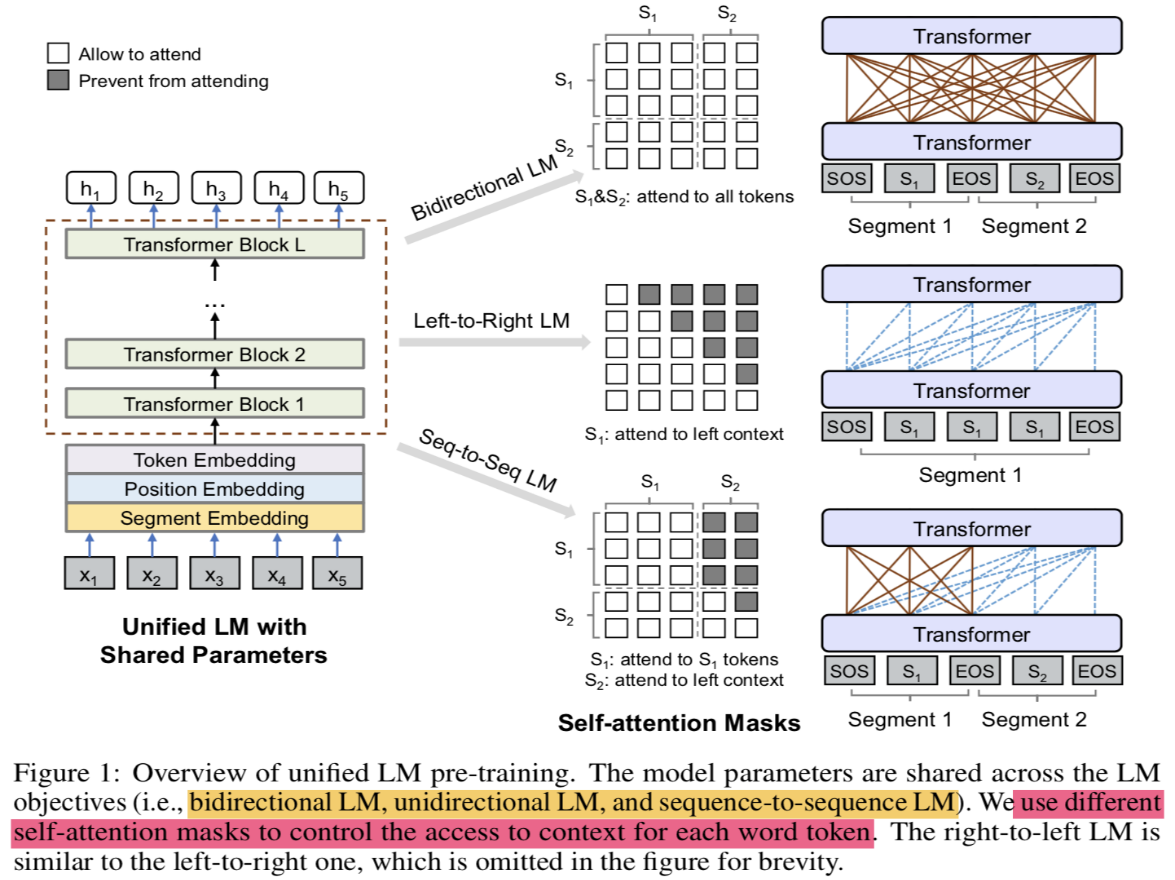 Allow to attend
Prevent from attending
h1 h2 h3 h4 h5
Transformer Block L
...
Transformer Block 2
Transformer Block 1
Token Embedding
Position Embedding
Segment Embedding
x1 x2 x3 x4 x5
Unified LM with
Shared Parameters
Bidirectional LM
Left-to-Right LM
Seq-to-Seq LM
S1 S2
S1
S2
S1&S2: attend to all tokens
S1: attend to left context
S1 S2
S1
S2
S1: attend to S1 tokens
S2: attend to left context
Self-attention Masks
Transformer
Transformer
SOS S1 EOS S2 EOS
Segment 1 Segment 2
Transformer
Transformer
SOS S1 S1 S1 EOS
Segment 1
Transformer
Transformer
SOS S1 EOS S2 EOS
Segment 1 Segment 2
Figure 1: Overview of unified LM pre-training. The model parameters are shared across the LM
objectives (i.e., bidirectional LM, unidirectional LM, and sequence-to-sequence LM). We use different
self-attention masks to control the access to context for each word token. The right-to-left LM is
similar to the left-to-right one, which is omitted in the figure for brevity.